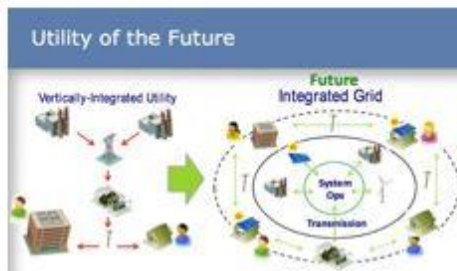 Utility of the Future
Vertically-Integrated Utility
Future
Integrated Grid
System
Ops
Transmission